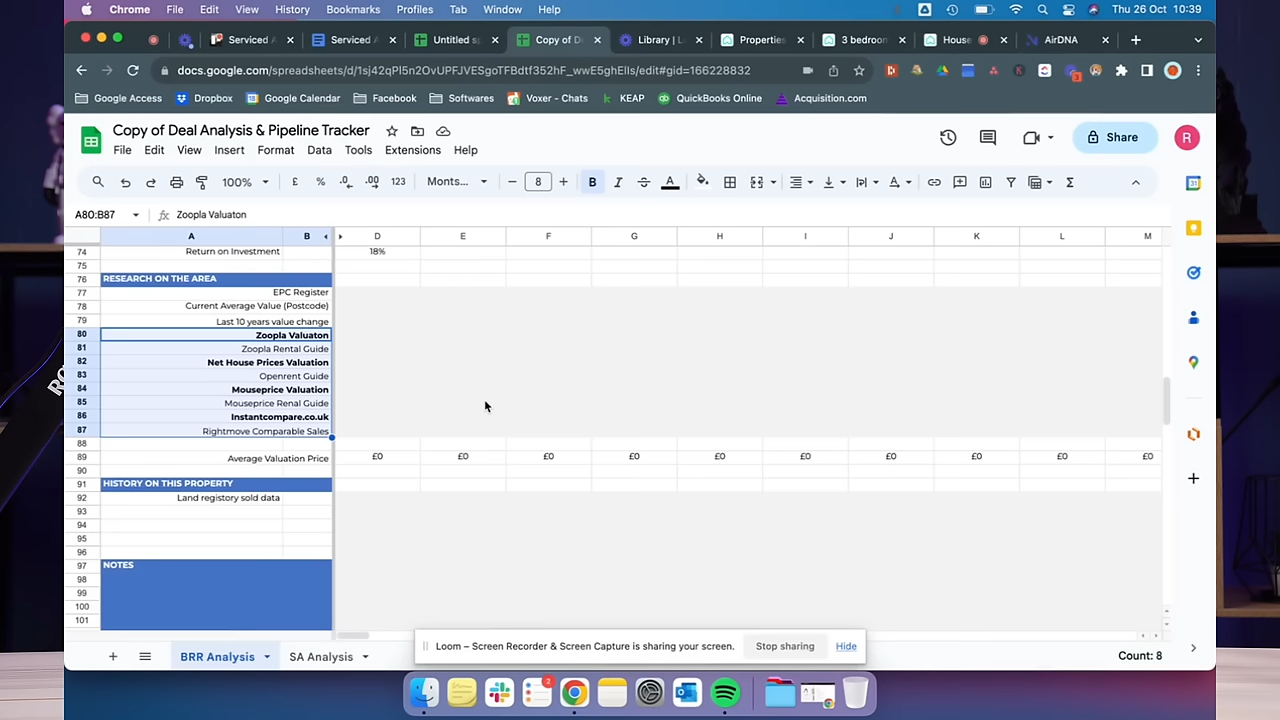 Chrome File Edit View History Bookmarks Profiles Tab Window Help Thu 26 Oct 10:39
Serviced A Serviced A Untitled sp Copy of D Library | L Properties 3 bedroom House AirDNA
docs.google.com/spreadsheets/d/1sj42qPl5n2OvUPFJVESgoTFBdtf352hF_wwE5ghElIs/edit#gid=166228832
Google Access Dropbox Google Calendar Facebook Softwares Voxer - Chats KEAP QuickBooks Online Acquisition.com
Copy of Deal Analysis & Pipeline Tracker
File Edit View Insert Format Data Tools Extensions Help
Share R
100% £ % .0 .00 123 Monts... 8 B I S A Σ
A80:B87 fx Zoopla Valuaton
A B D E F G H I J K L M
74 Return on Investment 18%
75
76 RESEARCH ON THE AREA
77 EPC Register
78 Current Average Value (Postcode)
79 Last 10 years value change
80 Zoopla Valuaton
81 Zoopla Rental Guide
82 Net House Prices Valuation
83 Openrent Guide
84 Mouseprice Valuation
85 Mouseprice Renal Guide
86 Instantcompare.co.uk
87 Rightmove Comparable Sales
88
89 Average Valuation Price £0 £0 £0 £0 £0 £0 £0 £0 £0 £0
90
91 HISTORY ON THIS PROPERTY
92 Land registory sold data
93
94
95
96
97 NOTES
98
99
100
101
Loom – Screen Recorder & Screen Capture is sharing your screen. Stop sharing Hide
BRR Analysis SA Analysis Count: 8
2